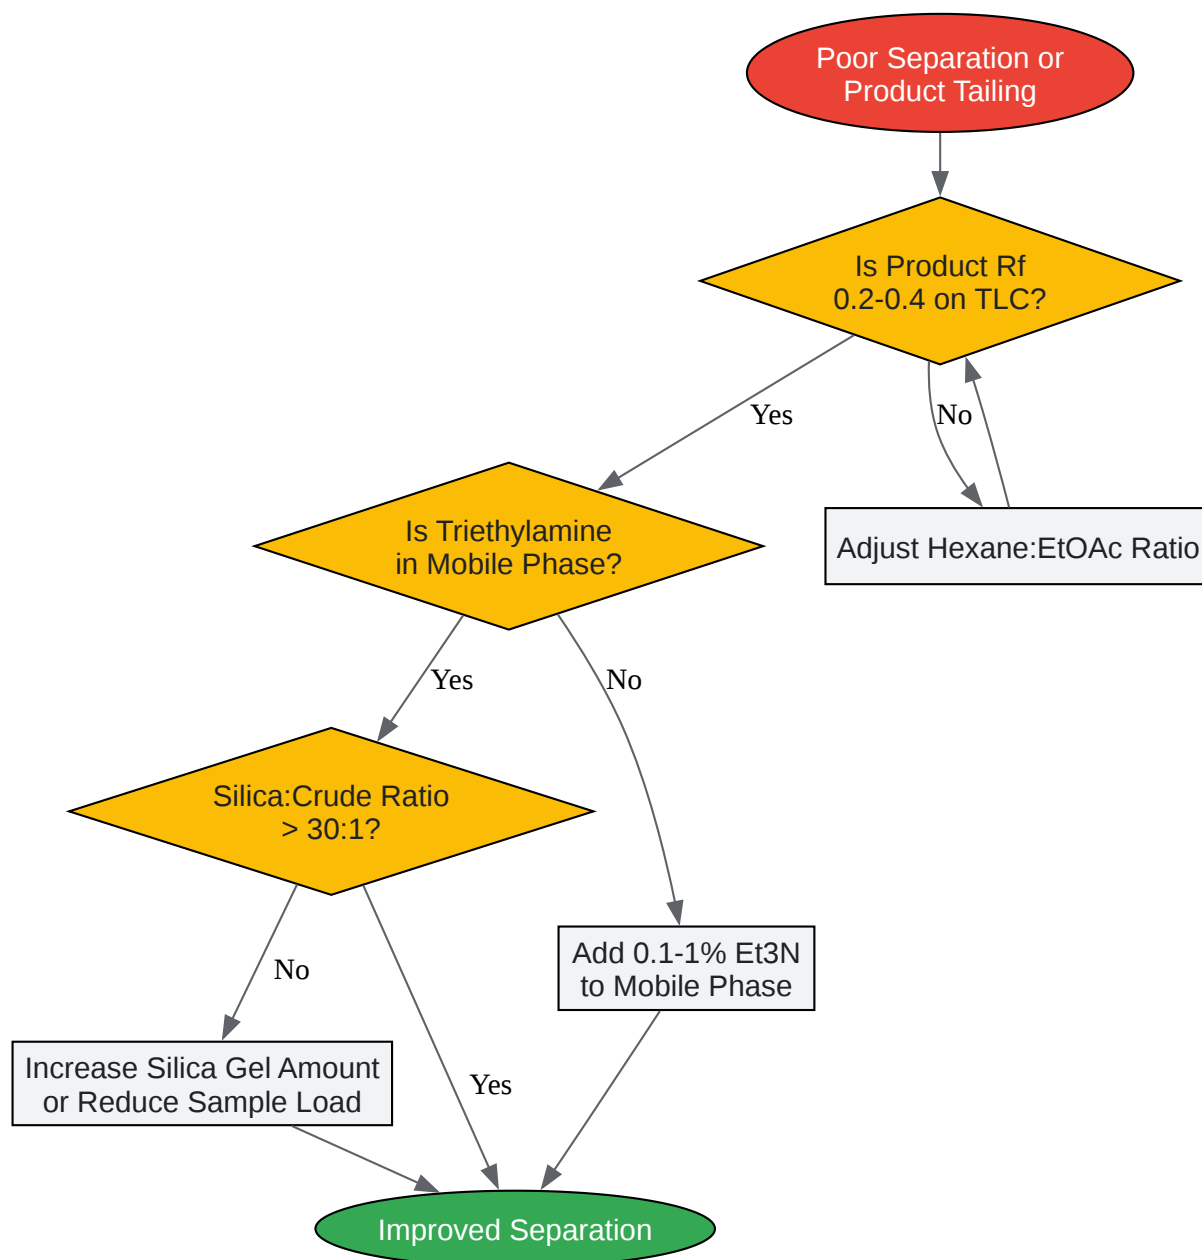 Poor Separation or
Product Tailing
Is Product Rf
0.2-0.4 on TLC?
Yes
No
Is Triethylamine
in Mobile Phase?
Adjust Hexane:EtOAc Ratio
Yes
No
Silica:Crude Ratio
> 30:1?
Add 0.1-1% Et3N
to Mobile Phase
No
Increase Silica Gel Amount
or Reduce Sample Load
Yes
Improved Separation